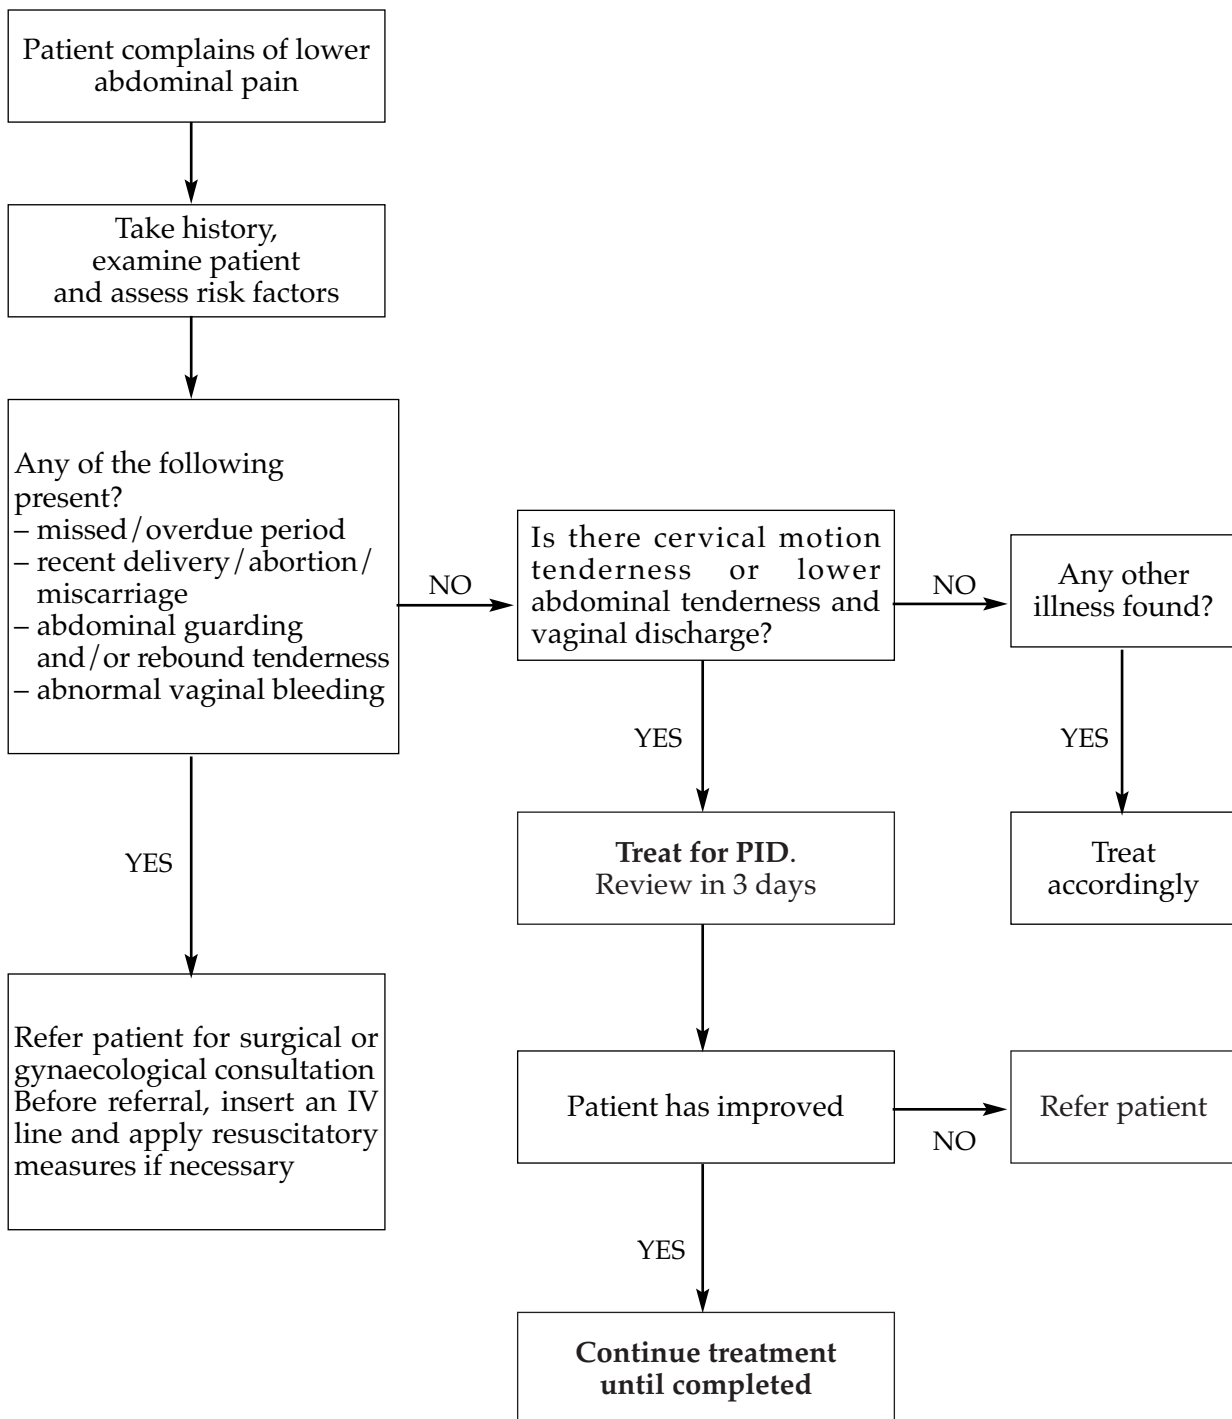 Patient complains of lower
abdominal pain
Take history,
examine patient
and assess risk factors
Any of the following
present?
– missed/overdue period
– recent delivery/abortion/
miscarriage
– abdominal guarding
and/or rebound tenderness
– abnormal vaginal bleeding
NO
Is there cervical motion
tenderness or lower
abdominal tenderness and
vaginal discharge?
NO
Any other
illness found?
YES
YES
YES
Treat for PID.
Review in 3 days
Treat
accordingly
Refer patient for surgical or
gynaecological consultation
Before referral, insert an IV
line and apply resuscitatory
measures if necessary
Patient has improved
NO
Refer patient
YES
Continue treatment
until completed